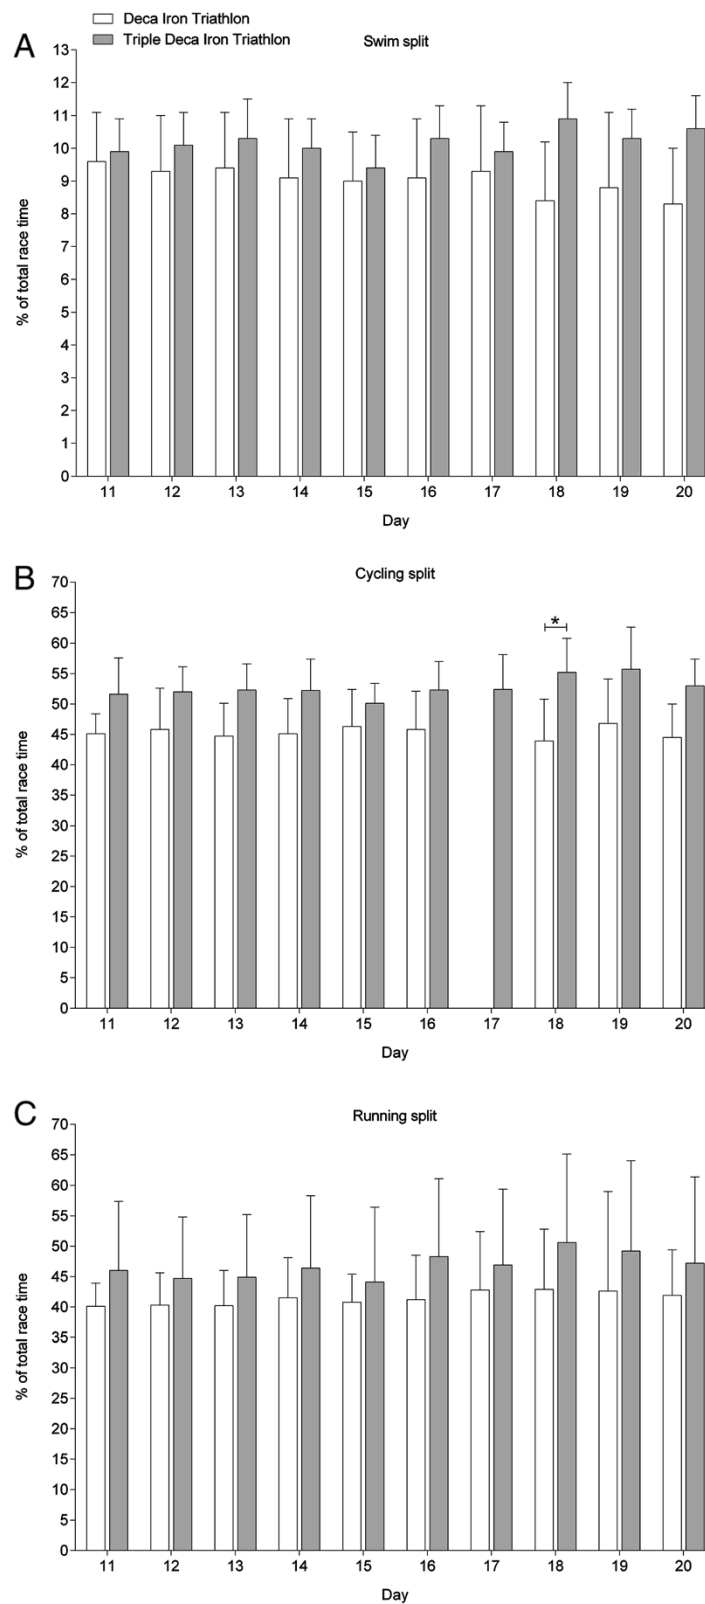 Deca Iron Triathlon
Triple Deca Iron Triathlon
A
Swim split
13
12
11
10
9
8
7
6
5
4
3
2
1
0
% of total race time
11 12 13 14 15 16 17 18 19 20
Day
B
Cycling split
70
65
60
55
50
45
40
35
30
25
20
15
10
5
0
% of total race time
*
11 12 13 14 15 16 17 18 19 20
Day
C
Running split
70
65
60
55
50
45
40
35
30
25
20
15
10
5
0
% of total race time
11 12 13 14 15 16 17 18 19 20
Day